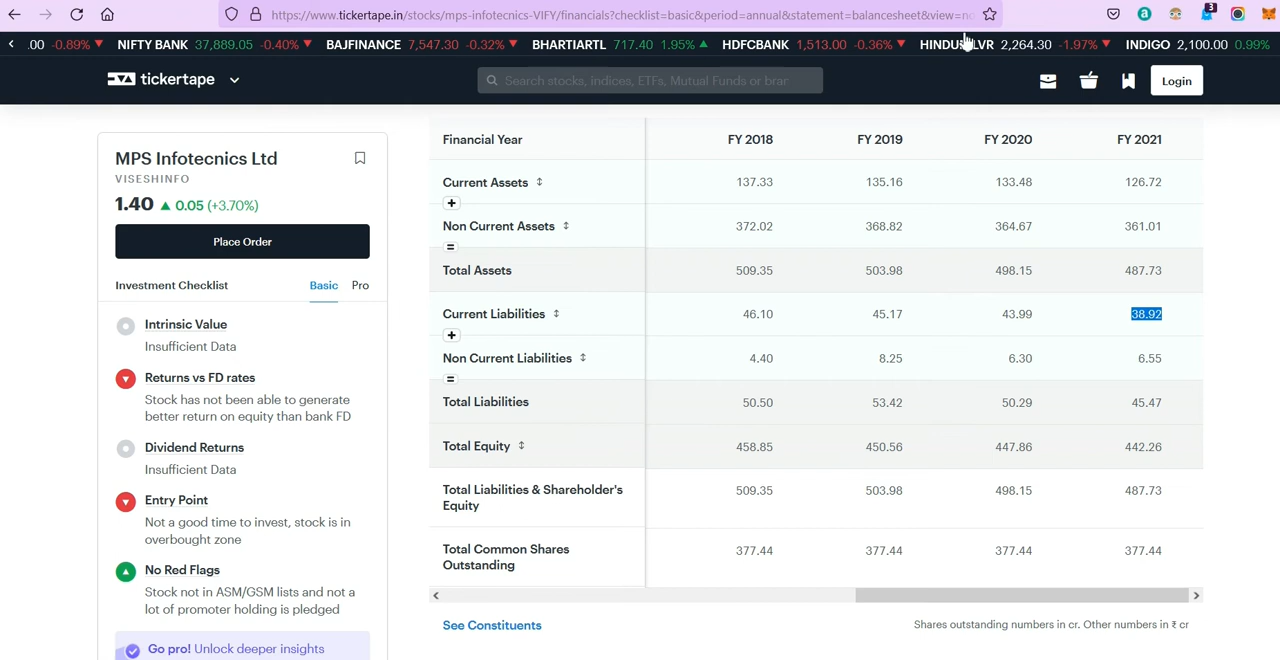 https://www.tickertape.in/stocks/mps-infotecnics-VIFY/financials?checklist=basic&period=annual&statement=balancesheet&view=no
3
.00 -0.89% NIFTY BANK 37,889.05 -0.40% BAJFINANCE 7,547.30 -0.32% BHARTIARTL 717.40 1.95% HDFCBANK 1,513.00 -0.36% HINDUNILVR 2,264.30 -1.97% INDIGO 2,100.00 0.99%
tickertape Search stocks, indices, ETFs, Mutual Funds or brar Login
MPS Infotecnics Ltd
VISESHINFO
1.40 0.05 (+3.70%)
Place Order
Investment Checklist Basic Pro
Intrinsic Value
Insufficient Data
Returns vs FD rates
Stock has not been able to generate
better return on equity than bank FD
Dividend Returns
Insufficient Data
Entry Point
Not a good time to invest, stock is in
overbought zone
No Red Flags
Stock not in ASM/GSM lists and not a
lot of promoter holding is pledged
Go pro! Unlock deeper insights
Financial Year FY 2018 FY 2019 FY 2020 FY 2021
Current Assets 137.33 135.16 133.48 126.72
+
Non Current Assets 372.02 368.82 364.67 361.01
=
Total Assets 509.35 503.98 498.15 487.73
Current Liabilities 46.10 45.17 43.99 38.92
+
Non Current Liabilities 4.40 8.25 6.30 6.55
=
Total Liabilities 50.50 53.42 50.29 45.47
Total Equity 458.85 450.56 447.86 442.26
Total Liabilities & Shareholder's
Equity 509.35 503.98 498.15 487.73
Total Common Shares
Outstanding 377.44 377.44 377.44 377.44
See Constituents Shares outstanding numbers in cr. Other numbers in ₹ cr